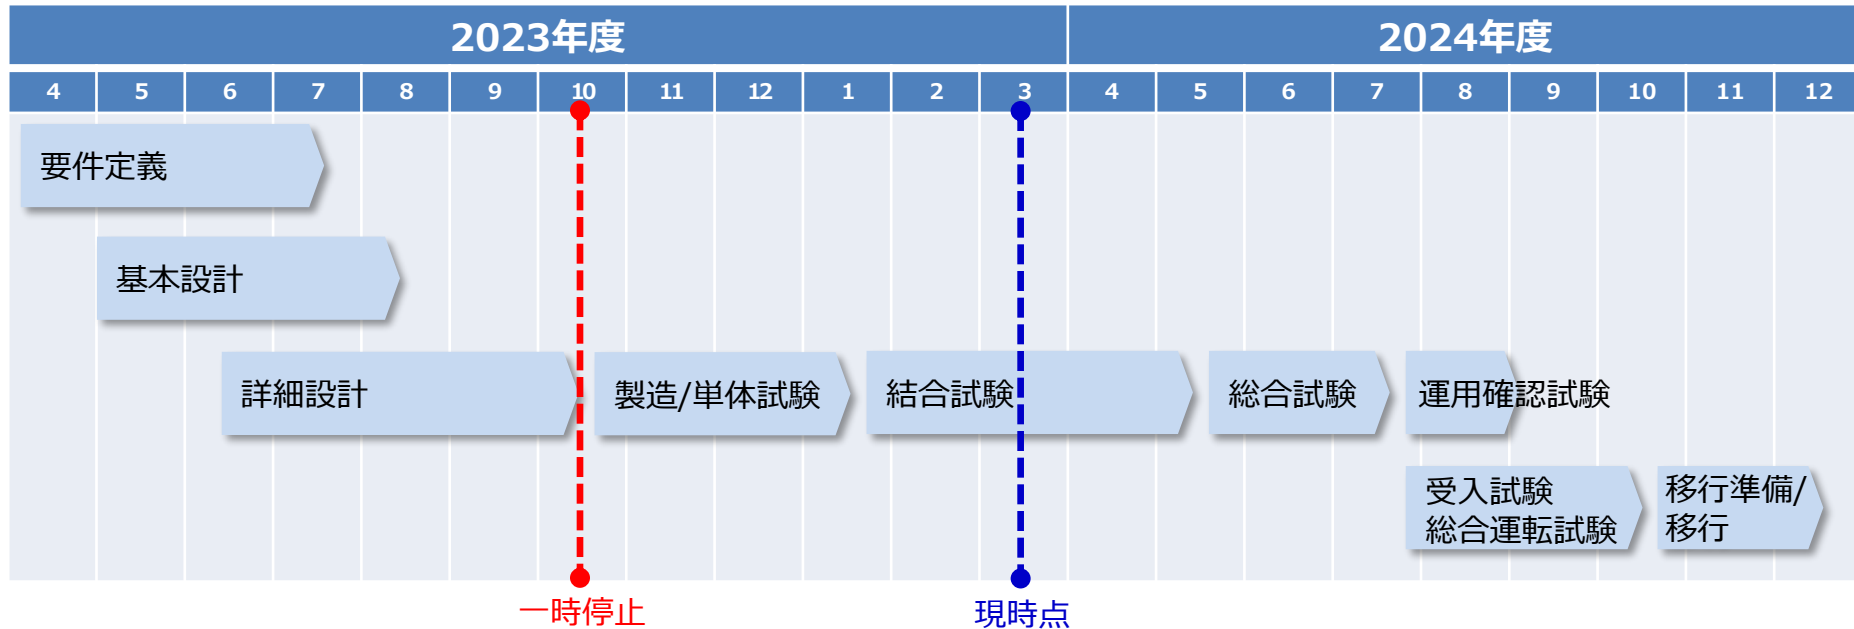 2023年度 2024年度
4 5 6 7 8 9 10 11 12 1 2 3 4 5 6 7 8 9 10 11 12
要件定義
基本設計
詳細設計 製造/単体試験 結合試験 総合試験 運用確認試験
受入試験
総合運転試験
移行準備/
移行
一時停止 現時点